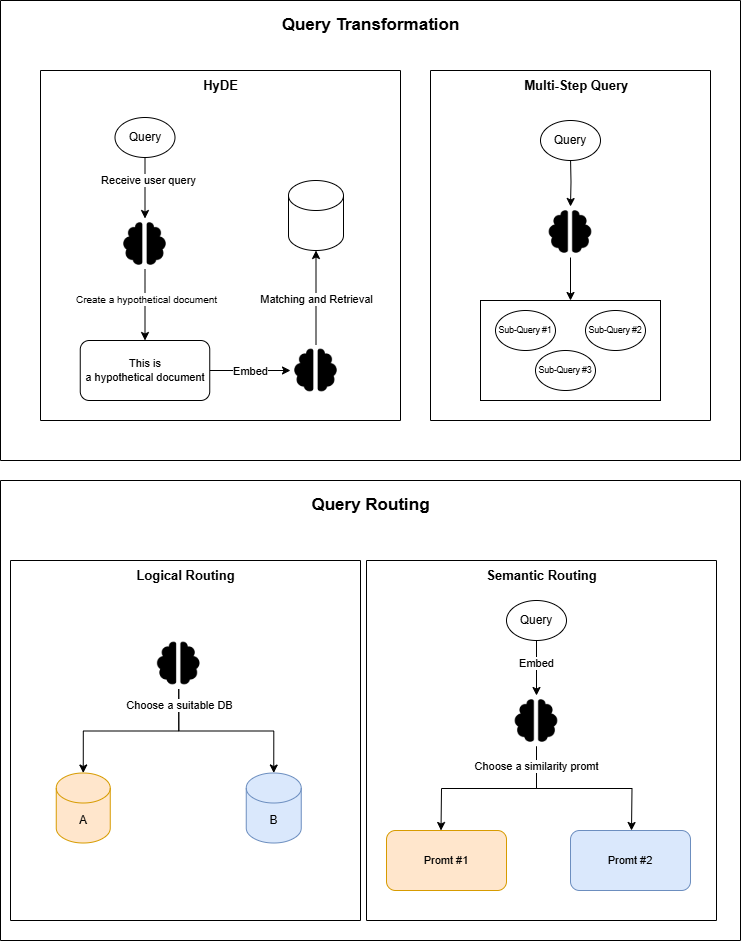 Query Transformation
HyDE
Query
Receive user query
Create a hypothetical document
This is
a hypothetical document
Embed
Matching and Retrieval
Multi-Step Query
Query
Sub-Query #1
Sub-Query #2
Sub-Query #3
Query Routing
Logical Routing
Choose a suitable DB
A
B
Semantic Routing
Query
Embed
Choose a similarity promt
Promt #1
Promt #2